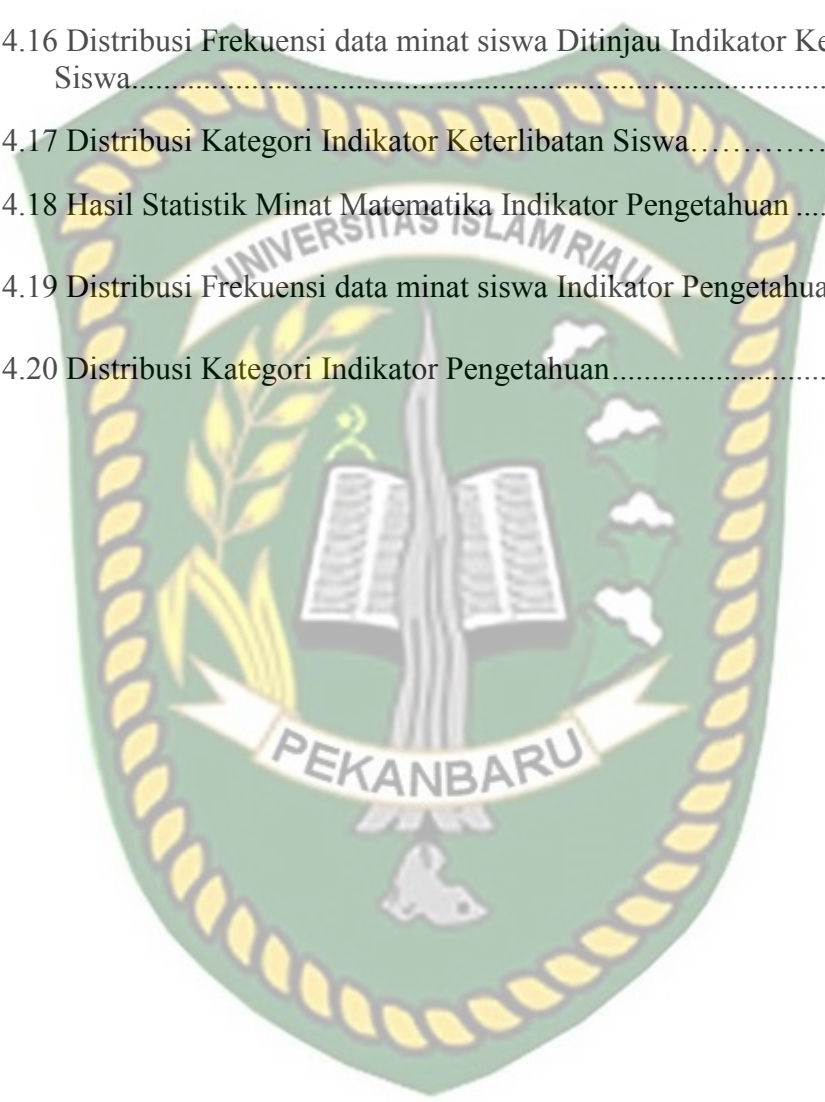 4.16 Distribusi Frekuensi data minat siswa Ditinjau Indikator
Siswa................................................................................................
4.17 Distribusi Kategori Indikator Keterlibatan Siswa……………
4.18 Hasil Statistik Minat Matematika Indikator Pengetahuan ....
UNIVERSITAS ISLAM RIAU
4.19 Distribusi Frekuensi data minat siswa Indikator
4.20 Distribusi Kategori Indikator Pengetahuan............................
PEKANBARU